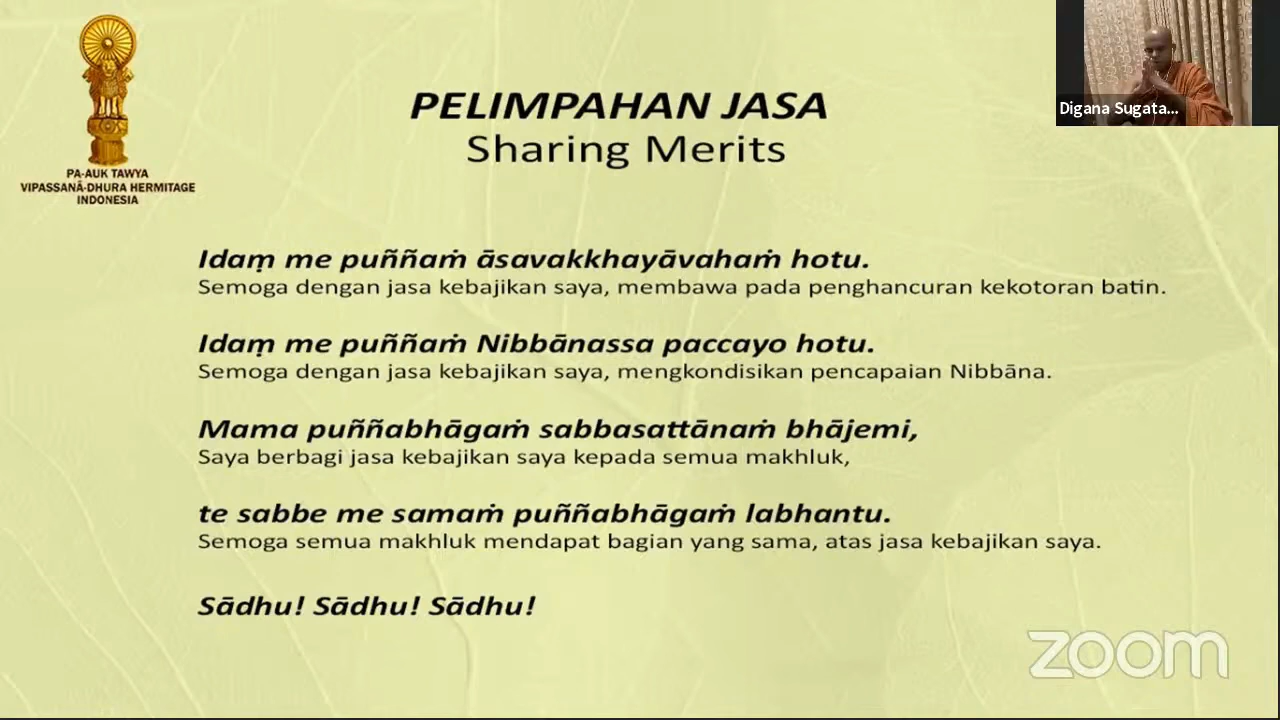 PA-AUK TAWYA
VIPASSANĀ-DHURA HERMITAGE
INDONESIA
Digana Sugata...
PELIMPAHAN JASA
Sharing Merits
Idaṃ me puññaṁ āsavakkhayāvahaṁ hotu.
Semoga dengan jasa kebajikan saya, membawa pada penghancuran kekotoran batin.
Idaṃ me puññaṁ Nibbānassa paccayo hotu.
Semoga dengan jasa kebajikan saya, mengkondisikan pencapaian Nibbāna.
Mama puññabhāgaṁ sabbasattānaṁ bhājemi,
Saya berbagi jasa kebajikan saya kepada semua makhluk,
te sabbe me samaṁ puññabhāgaṁ labhantu.
Semoga semua makhluk mendapat bagian yang sama, atas jasa kebajikan saya.
Sādhu! Sādhu! Sādhu!
zoom